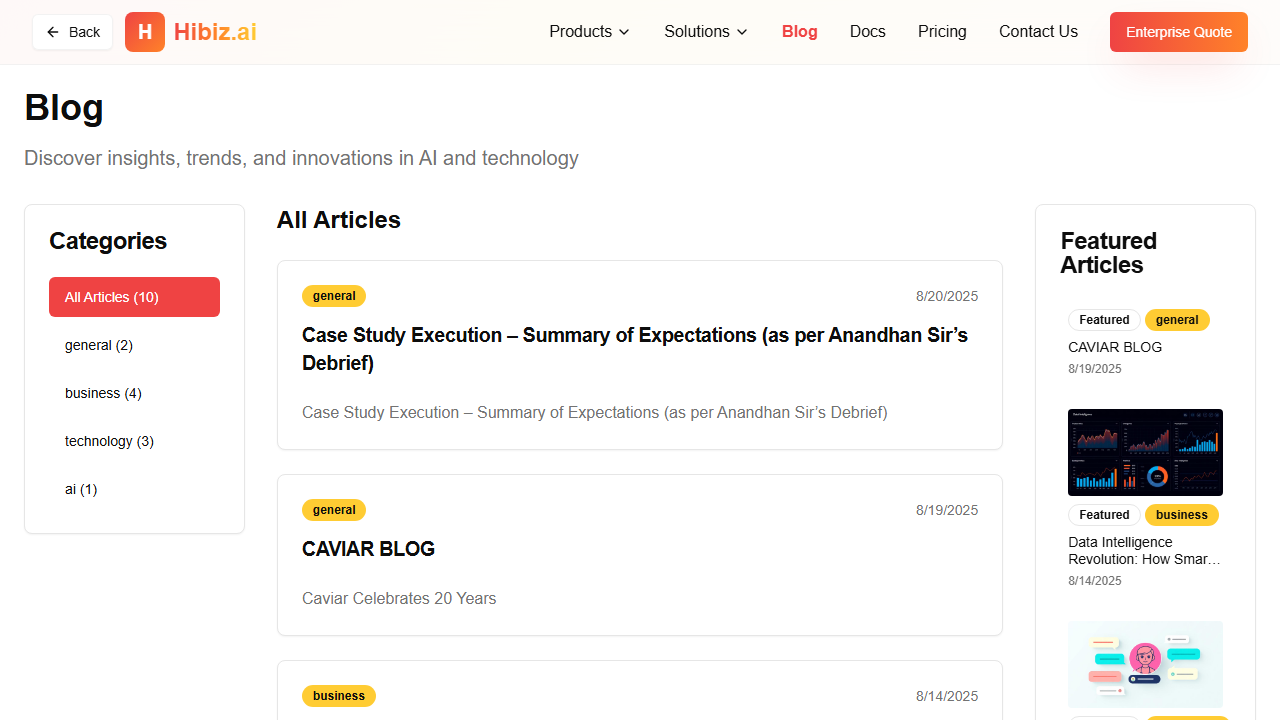 Back
H
Hibiz.ai
Products
Solutions
Blog
Docs
Pricing
Contact Us
Enterprise Quote
Blog
Discover insights, trends, and innovations in AI and technology
Categories
All Articles (10)
general (2)
business (4)
technology (3)
ai (1)
All Articles
general
8/20/2025
Case Study Execution – Summary of Expectations (as per Anandhan Sir’s
Debrief)
Case Study Execution – Summary of Expectations (as per Anandhan Sir’s Debrief)
general
8/19/2025
CAVIAR BLOG
Caviar Celebrates 20 Years
business
8/14/2025
Featured
Articles
Featured
general
CAVIAR BLOG
8/19/2025
Featured
business
Data Intelligence
Revolution: How Smar…
8/14/2025